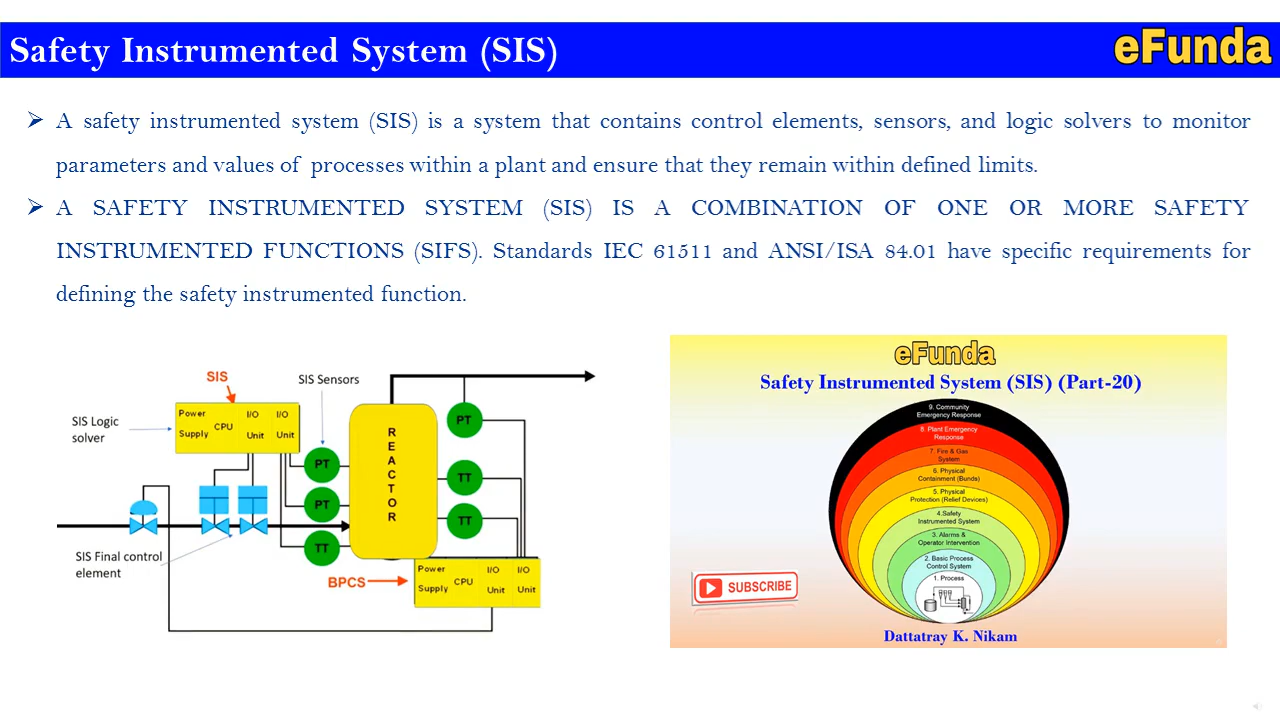 Safety Instrumented System (SIS)
eFunda
A safety instrumented system (SIS) is a system that contains control elements, sensors, and logic solvers to monitor
parameters and values of processes within a plant and ensure that they remain within defined limits.
A SAFETY INSTRUMENTED SYSTEM (SIS) IS A COMBINATION OF ONE OR MORE SAFETY
INSTRUMENTED FUNCTIONS (SIFS). Standards IEC 61511 and ANSI/ISA 84.01 have specific requirements for
defining the safety instrumented function.
SIS
SIS Sensors
SIS Logic
solver
Power
Supply
CPU
I/O
Unit
I/O
Unit
REACTOR
PT
PT
TT
PT
TT
TT
SIS Final control
element
BPCS
Power
Supply
CPU
I/O
Unit
I/O
Unit
eFunda
Safety Instrumented System (SIS) (Part-20)
9. Community
Emergency Response
8. Plant Emergency
Response
7. Fire & Gas
System
6. Physical
Containment (Bunds)
5. Physical
Protection (Relief Devices)
4.Safety
Instrumented System
3. Alarms &
Operator Intervention
2. Basic Process
Control System
1. Process
SUBSCRIBE
Dattatray K. Nikam